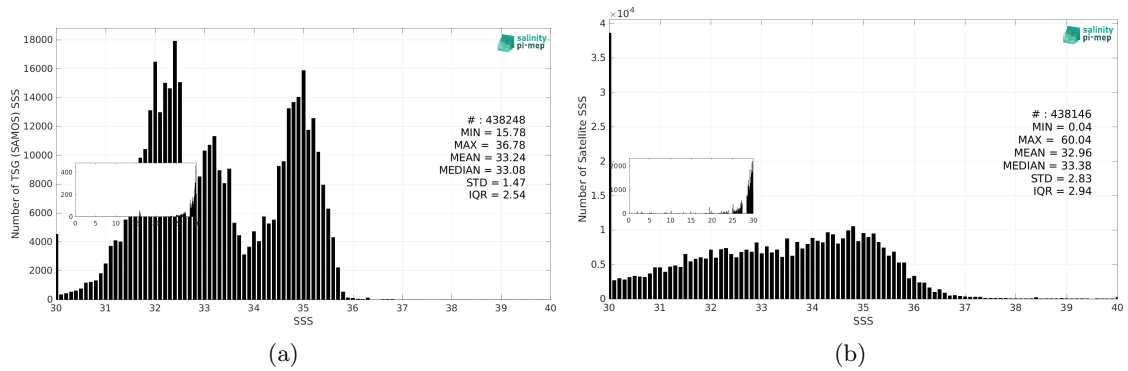 18000
16000
14000
12000
10000
8000
6000
4000
2000
0
Number of TSG (SAMOS) SSS
salinity
pi-mep
# : 438248
MIN = 15.78
MAX = 36.78
MEAN = 33.24
MEDIAN = 33.08
STD = 1.47
IQR = 2.54
400
200
0
0 5 10 15
30 31 32 33 34 35 36 37 38 39 40
SSS
(a)
×10⁴
4
3.5
3
2.5
2
1.5
1
0.5
0
Number of Satellite SSS
salinity
pi-mep
# : 438146
MIN = 0.04
MAX = 60.04
MEAN = 32.96
MEDIAN = 33.38
STD = 2.83
IQR = 2.94
2000
1000
0
0 5 10 15 20 25 30
30 31 32 33 34 35 36 37 38 39 40
SSS
(b)